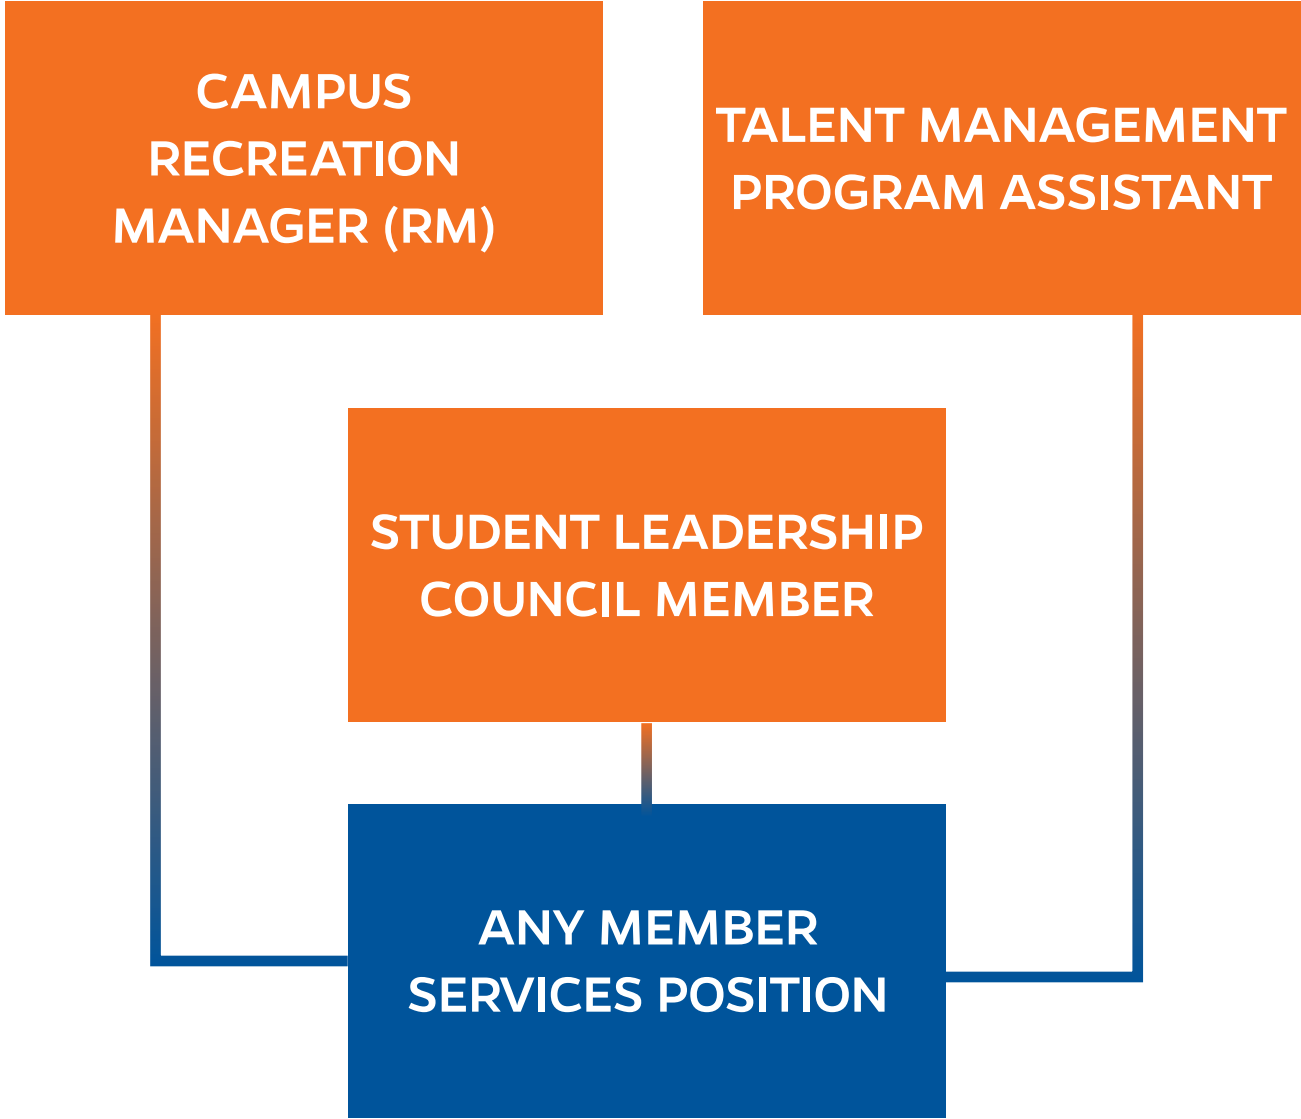 CAMPUS
RECREATION
MANAGER (RM)
TALENT MANAGEMENT
PROGRAM ASSISTANT
STUDENT LEADERSHIP
COUNCIL MEMBER
ANY MEMBER
SERVICES POSITION